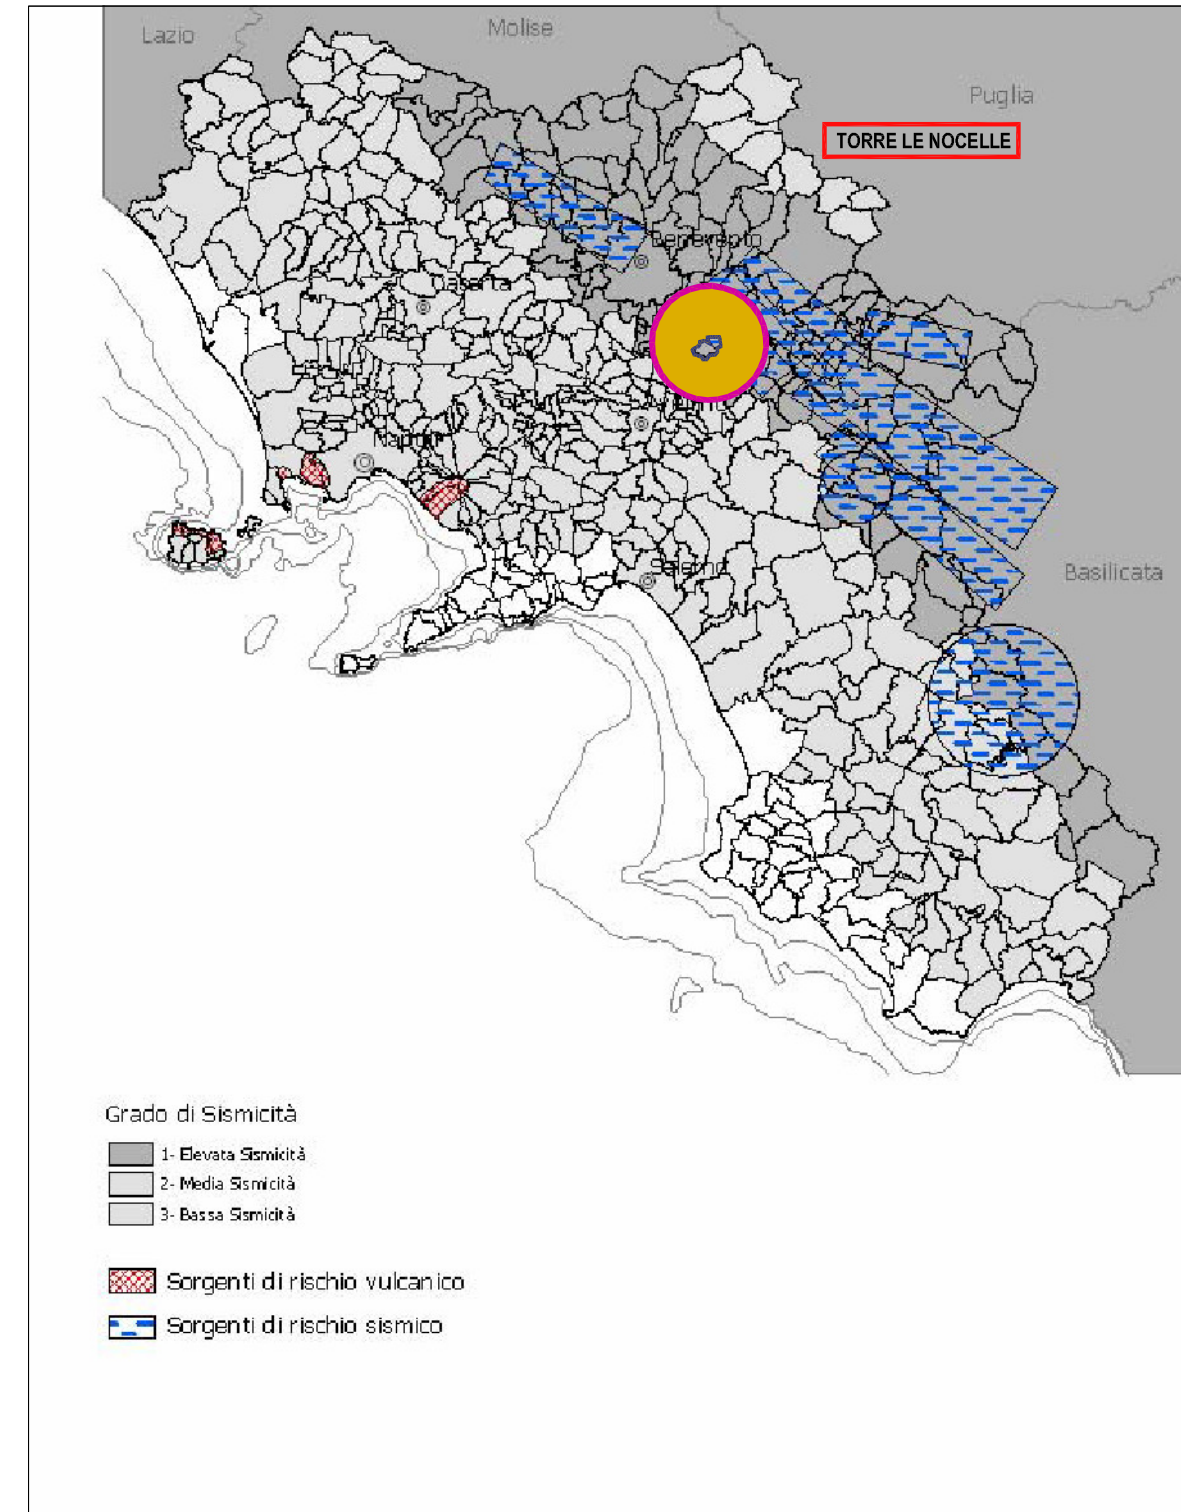 Lazio
Molise
Puglia
TORRE LE NOCELLE
Benevento
Caserta
Avellino
Napoli
Salerno
Basilicata
Grado di Sismicità
1- Elevata Sismicità
2- Media Sismicità
3- Bassa Sismicità
Sorgenti di rischio vulcanico
Sorgenti di rischio sismico